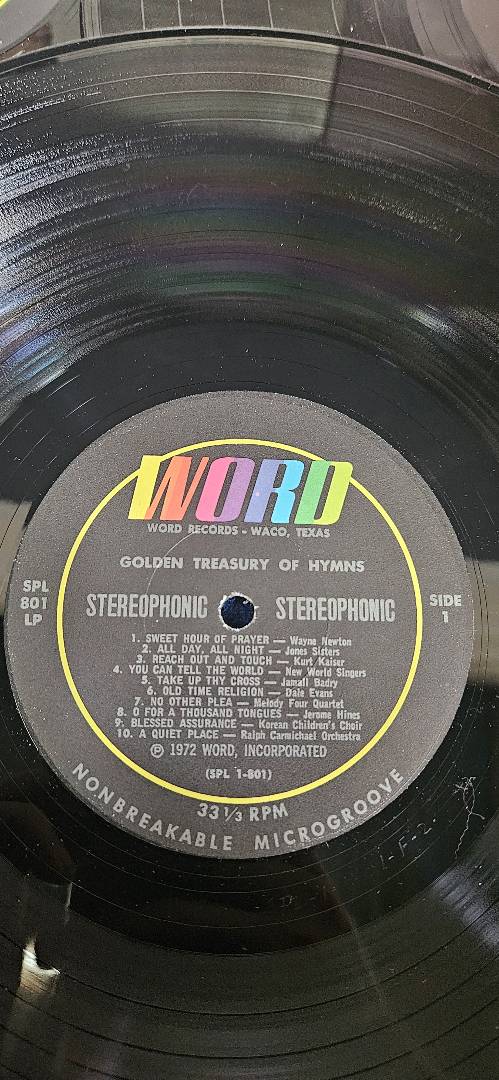 WORD
WORD RECORDS - WACO, TEXAS
GOLDEN TREASURY OF HYMNS
SPL
801
LP
STEREOPHONIC STEREOPHONIC
SIDE
1
1. SWEET HOUR OF PRAYER — Wayne Newton
2. ALL DAY, ALL NIGHT — Jones Sisters
3. REACH OUT AND TOUCH — Kurt Kaiser
4. YOU CAN TELL THE WORLD — New World Singers
5. TAKE UP THY CROSS — Jamall Badry
6. OLD TIME RELIGION — Dale Evans
7. NO OTHER PLEA — Melody Four Quartet
8. O FOR A THOUSAND TONGUES — Jerome Hines
9. BLESSED ASSURANCE — Korean Children's Choir
10. A QUIET PLACE — Ralph Carmichael Orchestra
℗ 1972 WORD, INCORPORATED
(SPL 1-801)
33 1/3 RPM
NONBREAKABLE MICROGROOVE
1-F-2